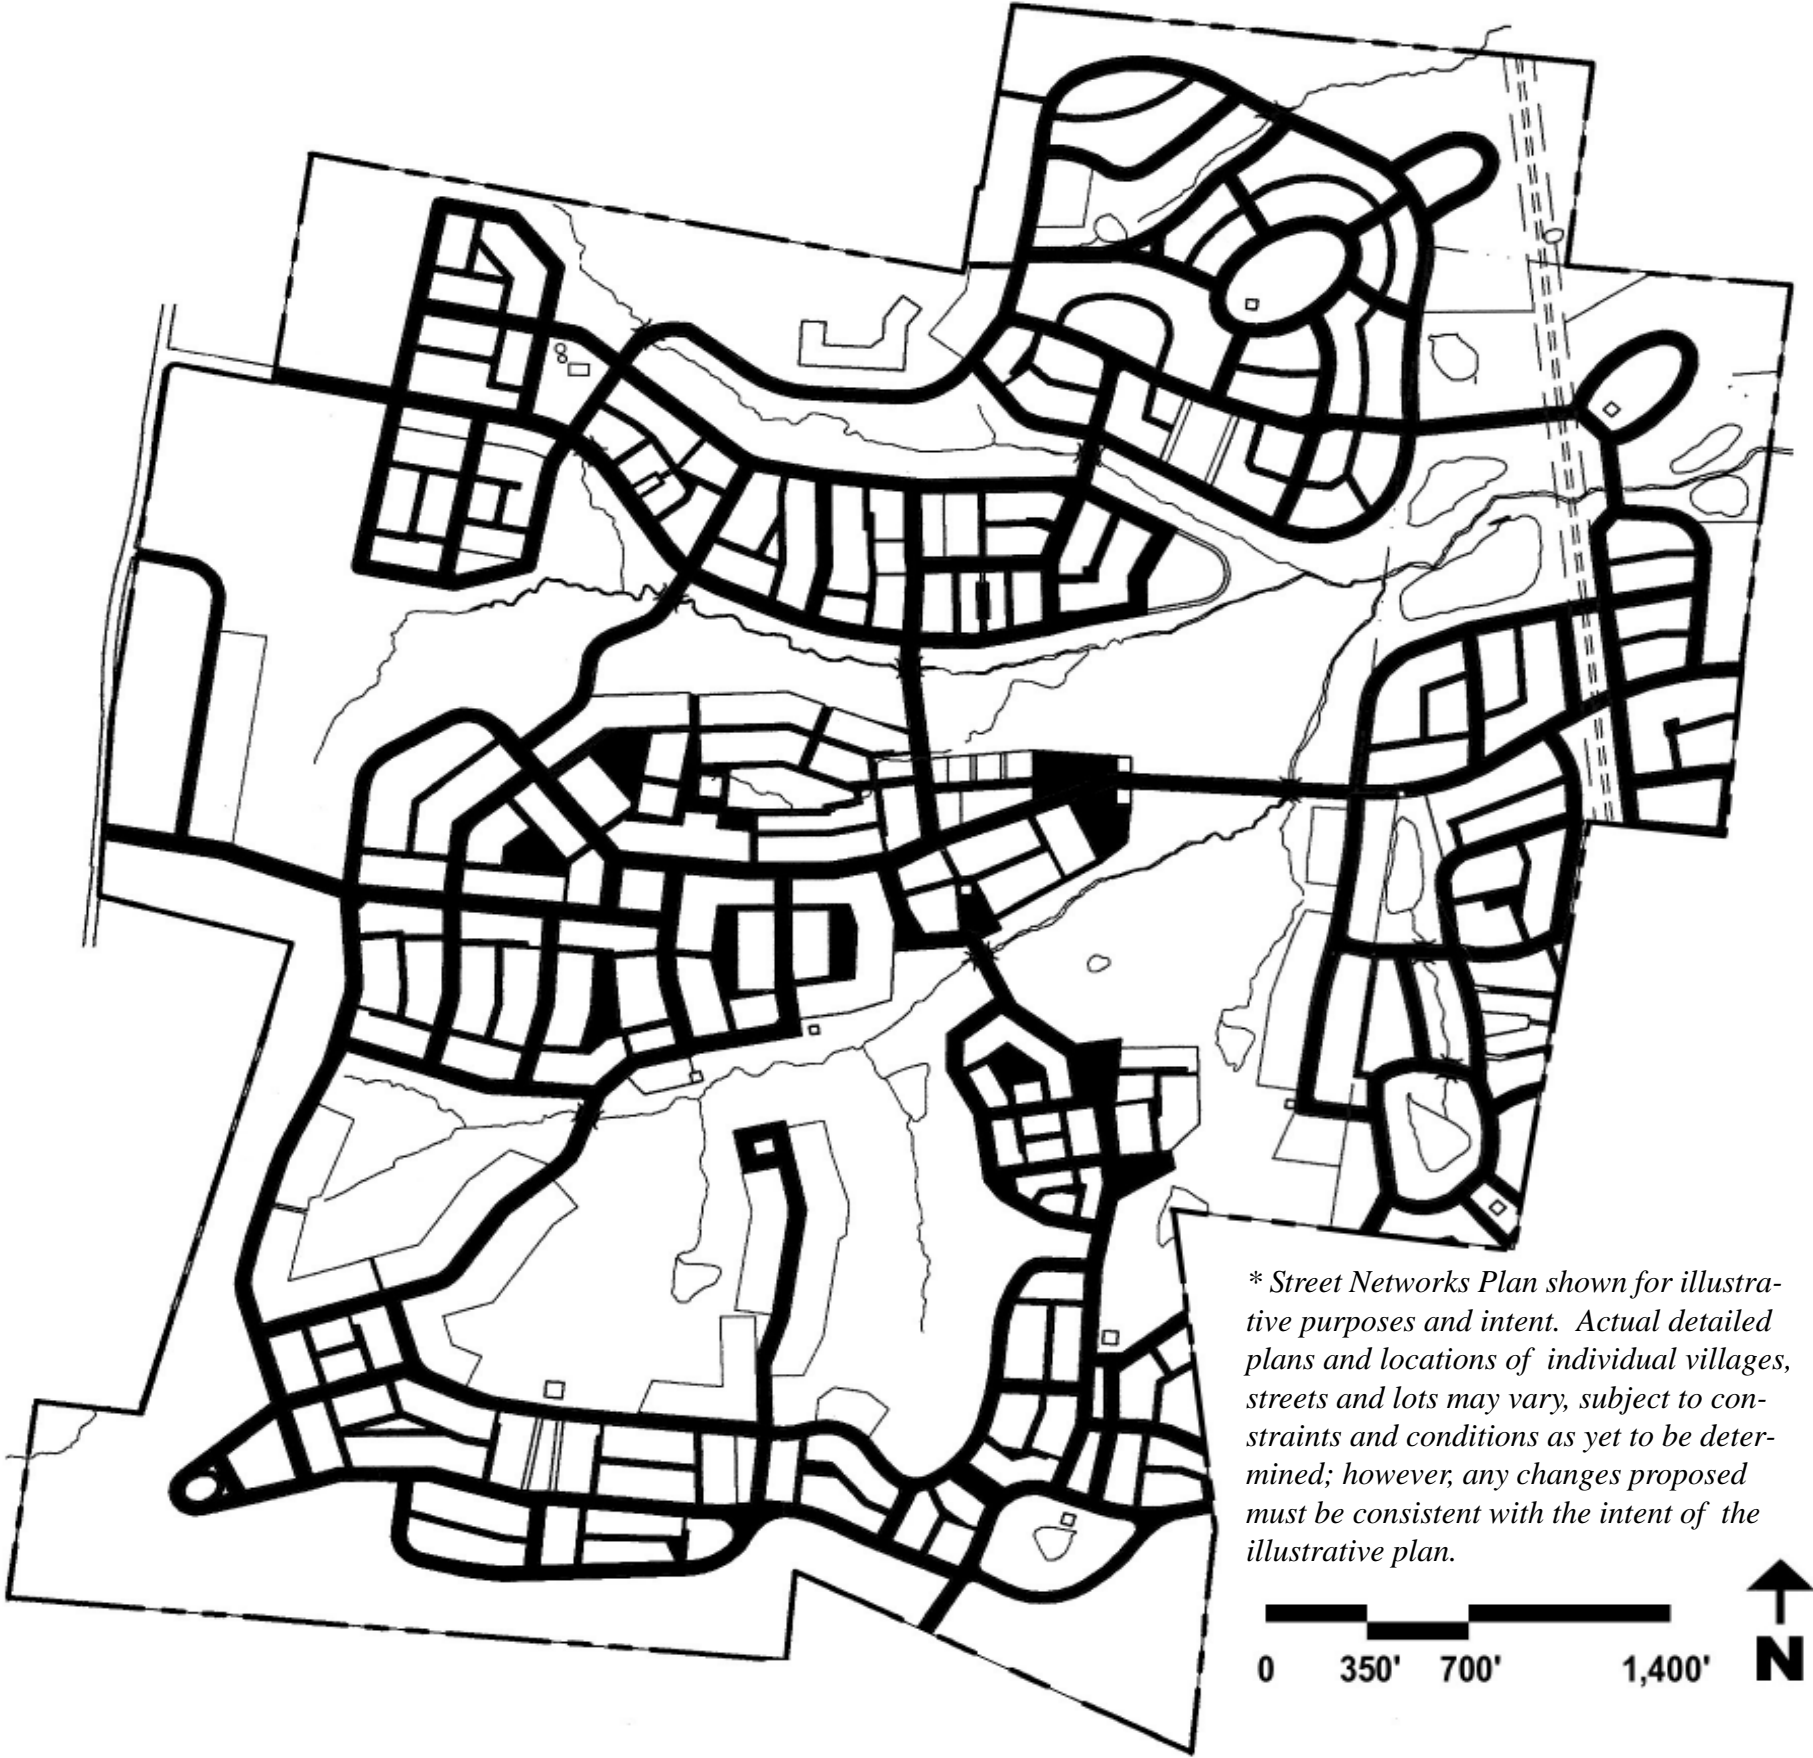 * Street Networks Plan shown for illustra-
tive purposes and intent. Actual detailed
plans and locations of individual villages,
streets and lots may vary, subject to con-
straints and conditions as yet to be deter-
mined; however, any changes proposed
must be consistent with the intent of the
illustrative plan.
0 350' 700' 1,400'
N